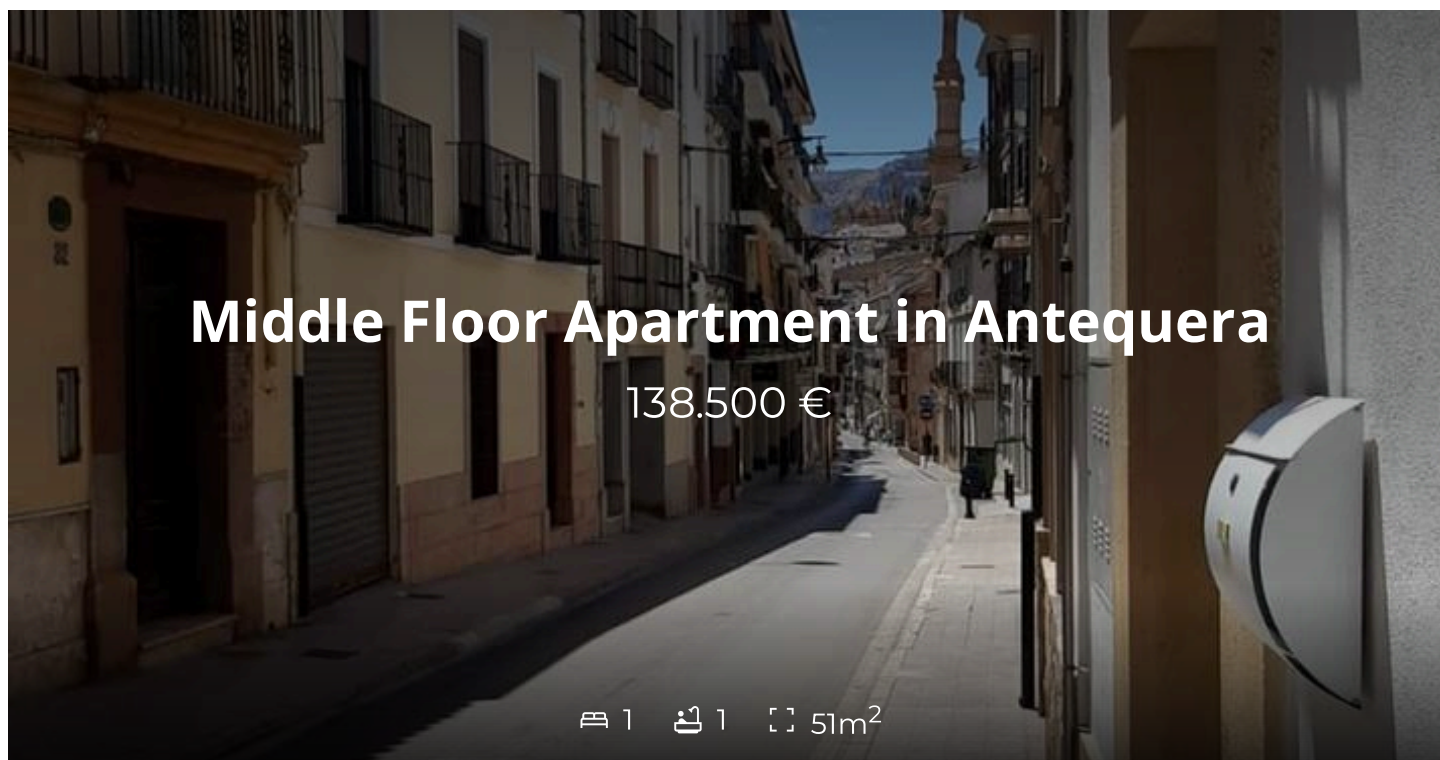 Middle Floor Apartment in Antequera
138.500 €
1 1 51m²